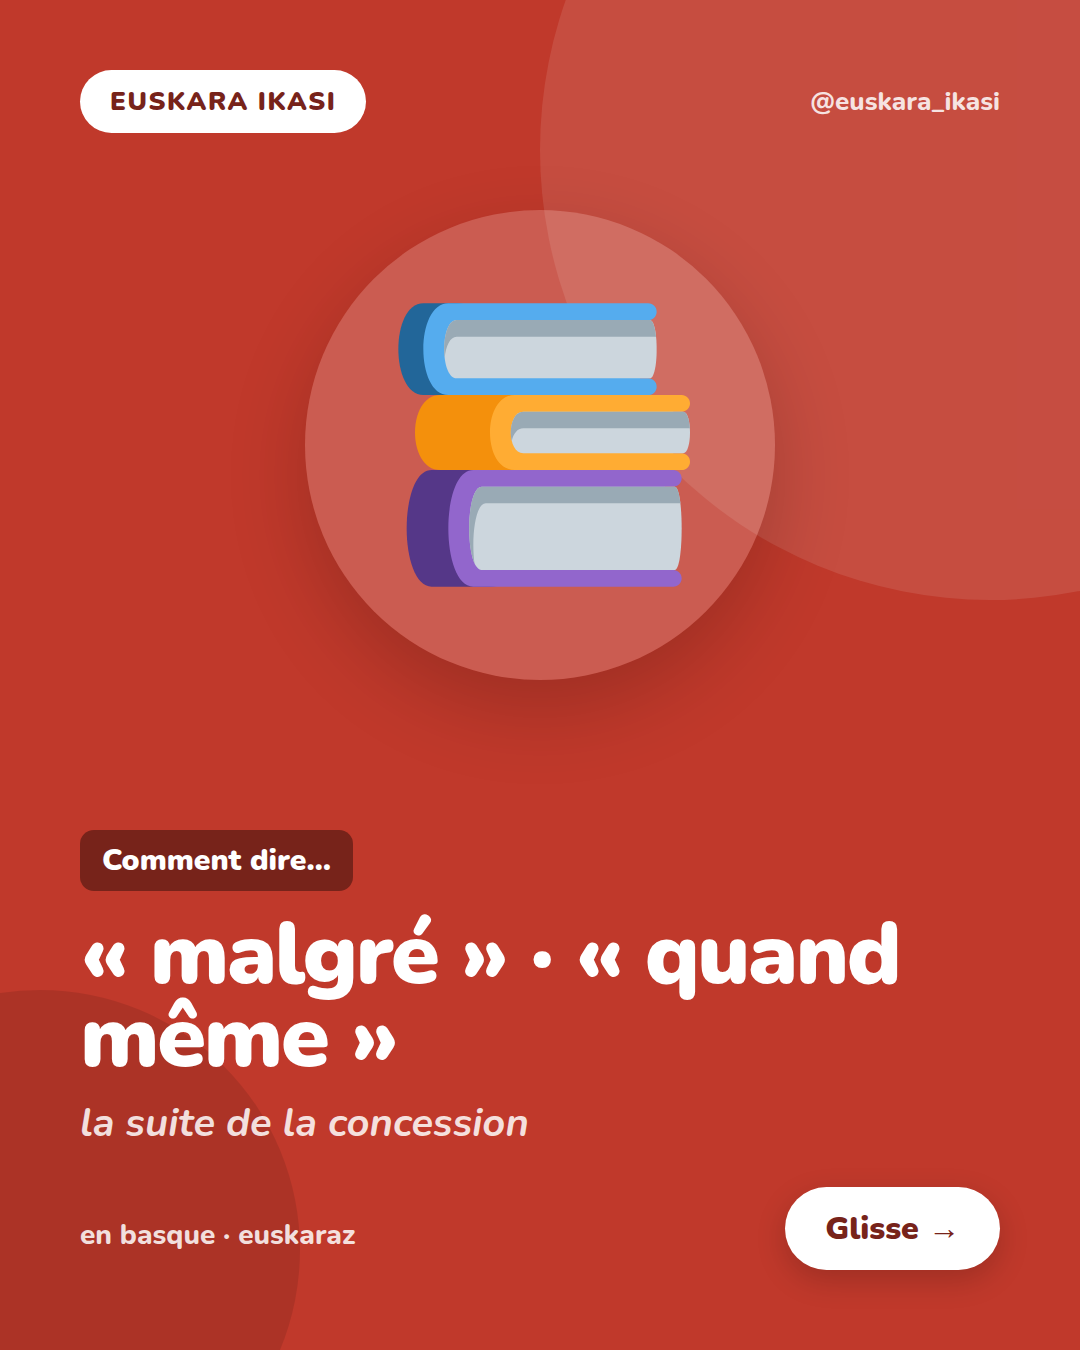 EUSKARA IKASI
@euskara_ikasi
Comment dire...
« malgré » · « quand
même »
la suite de la concession
en basque · euskaraz
Glisse →